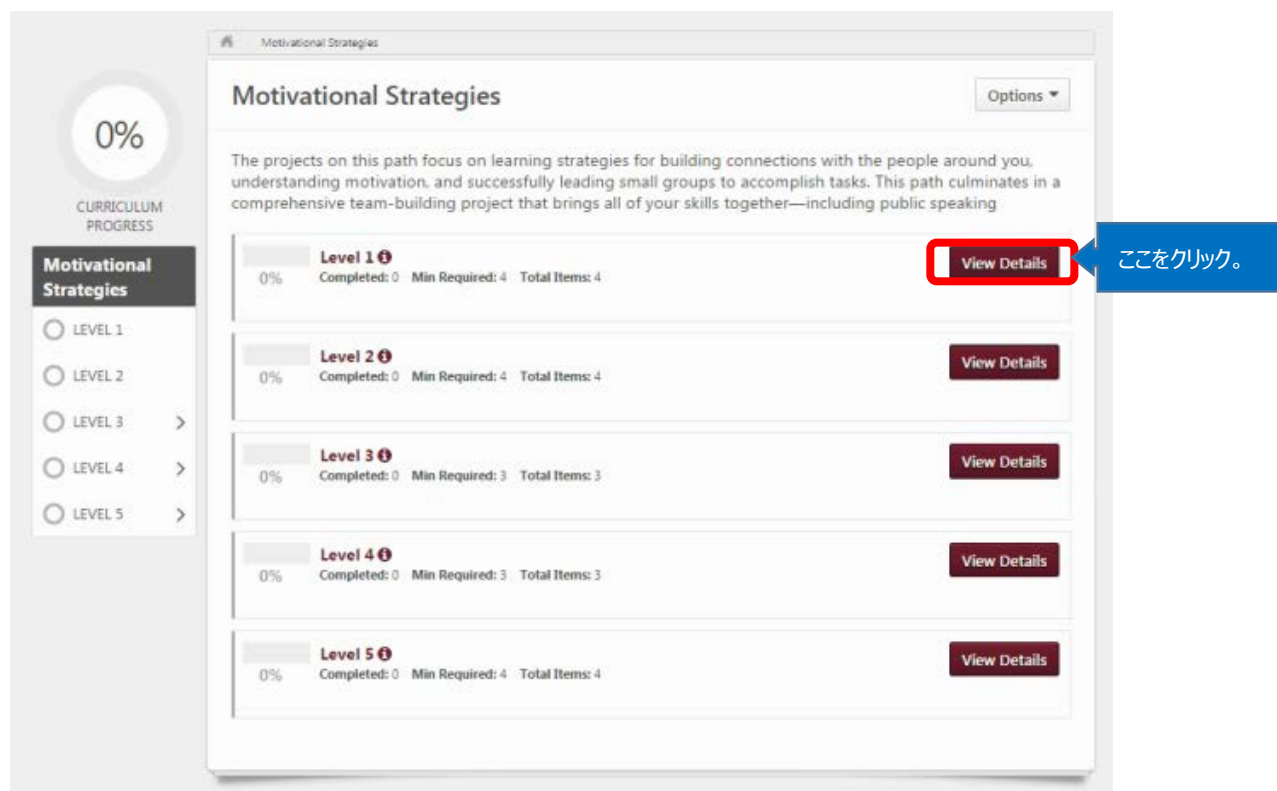 Motivational Strategies
Motivational Strategies
Options
0%
CURRICULUM
PROGRESS
The projects on this path focus on learning strategies for building connections with the people around you,
understanding motivation, and successfully leading small groups to accomplish tasks. This path culminates in a
comprehensive team-building project that brings all of your skills together—including public speaking
Motivational
Strategies
LEVEL 1
LEVEL 2
LEVEL 3
LEVEL 4
LEVEL 5
Level 1
0% Completed: 0 Min Required: 4 Total Items: 4
View Details
ここをクリック。
Level 2
0% Completed: 0 Min Required: 4 Total Items: 4
View Details
Level 3
0% Completed: 0 Min Required: 3 Total Items: 3
View Details
Level 4
0% Completed: 0 Min Required: 3 Total Items: 3
View Details
Level 5
0% Completed: 0 Min Required: 4 Total Items: 4
View Details